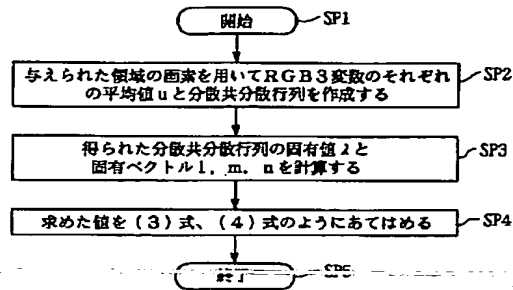 開始
SP1
与えられた領域の画素を用いてRGB3変数のそれぞれ
の平均値uと分散共分散行列を作成する
SP2
得られた分散共分散行列の固有値λと
固有ベクトルl,m,nを計算する
SP3
求めた値を(3)式、(4)式のようにあてはめる
SP4
終了
SP5